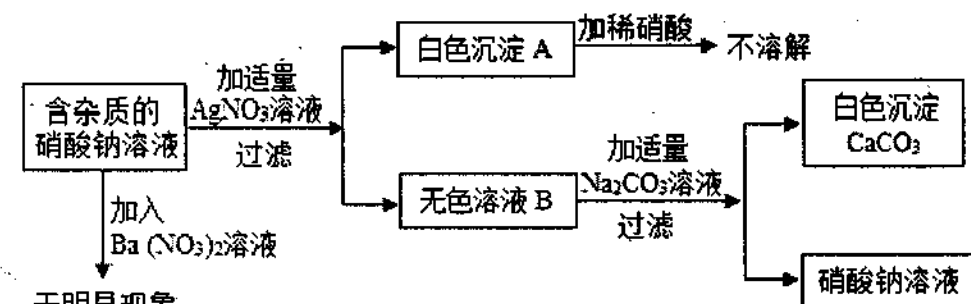 含杂质的
硝酸钠溶液
加适量
AgNO₃溶液
过滤
白色沉淀 A
加稀硝酸
不溶解
无色溶液 B
加适量
Na₂CO₃溶液
过滤
白色沉淀
CaCO₃
硝酸钠溶液
加入
Ba (NO₃)₂溶液
无明显现象